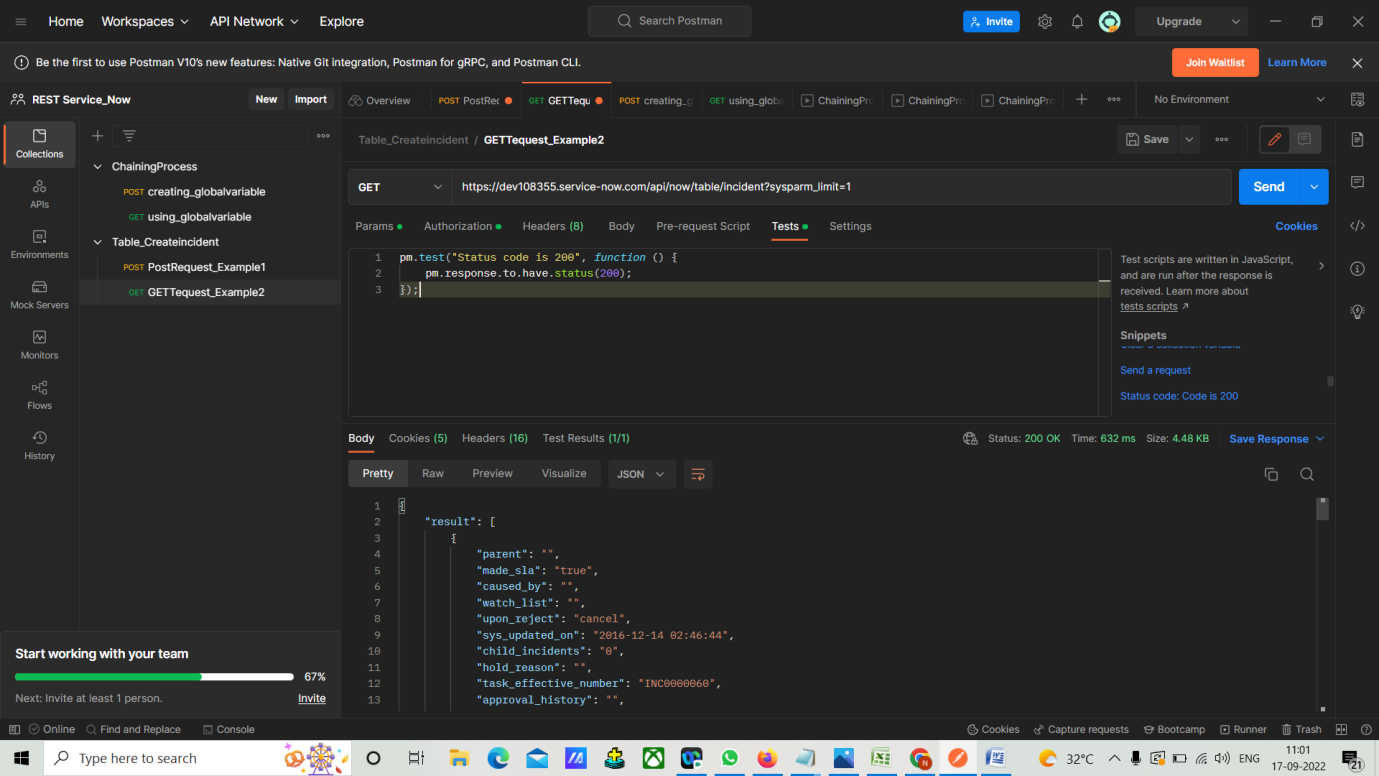 Home Workspaces API Network Explore Search Postman Invite Upgrade
Be the first to use Postman V10's new features: Native Git integration, Postman for gRPC, and Postman CLI. Join Waitlist Learn More
REST Service_Now New Import Overview POST PostRec GET GETTequ POST creating_g GET using_globa ChainingPro ChainingPro ChainingPro No Environment
Table_Createincident / GETTequest_Example2 Save
Collections
APIs
Environments
Mock Servers
Monitors
Flows
History
ChainingProcess
POST creating_globalvariable
GET using_globalvariable
Table_Createincident
POST PostRequest_Example1
GET GETTequest_Example2
GET https://dev108355.service-now.com/api/now/table/incident?sysparm_limit=1 Send
Params Authorization Headers (8) Body Pre-request Script Tests Settings Cookies
1 pm.test("Status code is 200", function () {
2 pm.response.to.have.status(200);
3 });
Test scripts are written in JavaScript,
and are run after the response is
received. Learn more about
tests scripts
Snippets
Send a request
Status code: Code is 200
Body Cookies (5) Headers (16) Test Results (1/1) Status: 200 OK Time: 632 ms Size: 4.48 KB Save Response
Pretty Raw Preview Visualize JSON
1 {
2 "result": [
3 {
4 "parent": "",
5 "made_sla": "true",
6 "caused_by": "",
7 "watch_list": "",
8 "upon_reject": "cancel",
9 "sys_updated_on": "2016-12-14 02:46:44",
10 "child_incidents": "0",
11 "hold_reason": "",
12 "task_effective_number": "INC0000060",
13 "approval_history": "",
Start working with your team
67%
Next: Invite at least 1 person. Invite
Online Find and Replace Console Cookies Capture requests Bootcamp Runner Trash
Type here to search 32°C ENG 11:01
17-09-2022 21